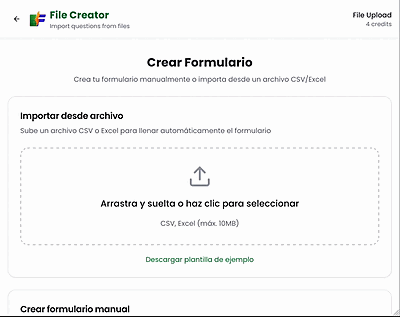 File Creator
Import questions from files
File Upload
4 credits
Crear Formulario
Crea tu formulario manualmente o importa desde un archivo CSV/Excel
Importar desde archivo
Sube un archivo CSV o Excel para llenar automáticamente el formulario
Arrastra y suelta o haz clic para seleccionar
CSV, Excel (máx. 10MB)
Descargar plantilla de ejemplo
Crear formulario manual